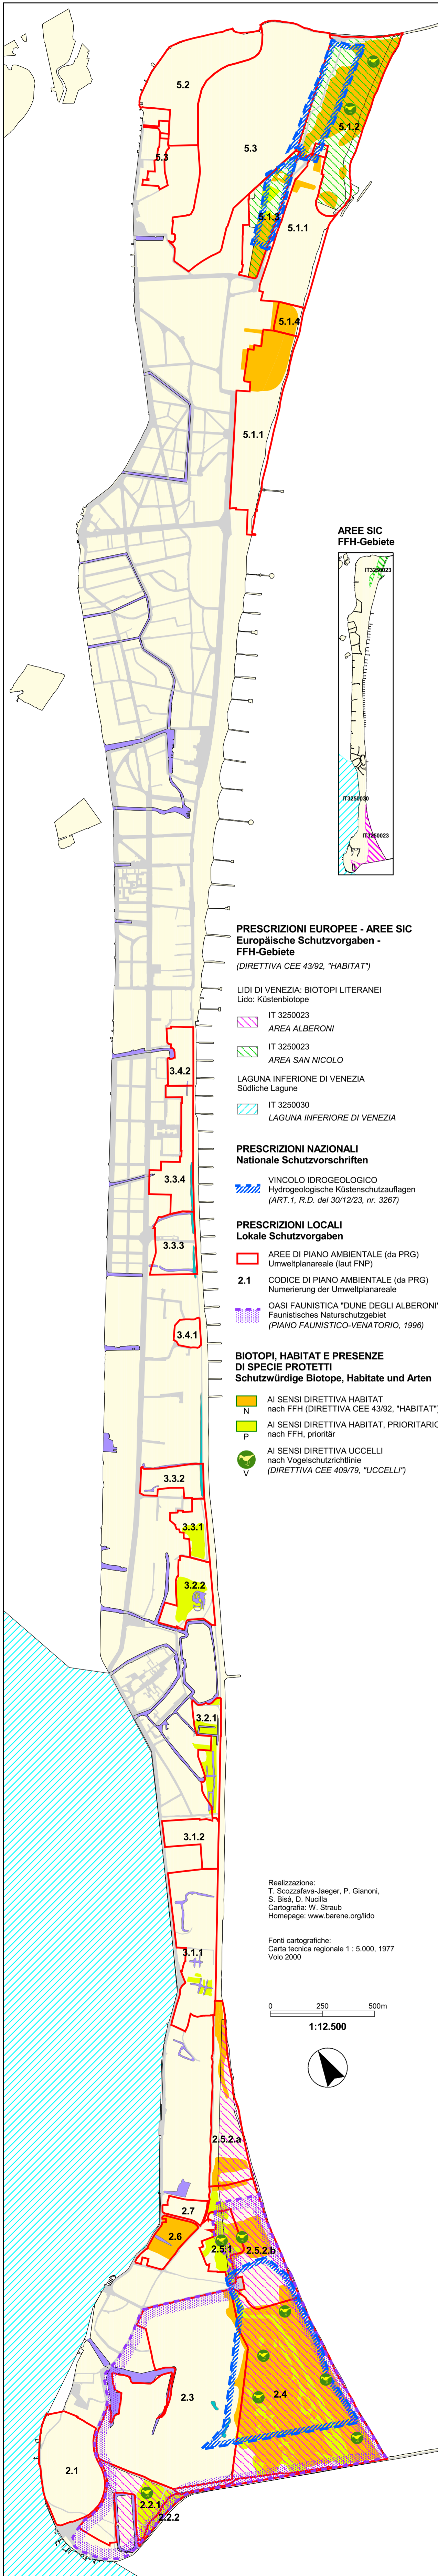 5.2
5.3
5.3
5.1.2
5.1.3
5.1.1
5.1.4
5.1.1
AREE SIC
FFH-Gebiete
IT3250023
IT3250030
IT3250023
PRESCRIZIONI EUROPEE - AREE SIC
Europäische Schutzvorgaben -
FFH-Gebiete
(DIRETTIVA CEE 43/92, "HABITAT")
LIDI DI VENEZIA: BIOTOPI LITERANEI
Lido: Küstenbiotope
IT 3250023
AREA ALBERONI
IT 3250023
AREA SAN NICOLO
LAGUNA INFERIONE DI VENEZIA
Südliche Lagune
IT 3250030
LAGUNA INFERIORE DI VENEZIA
PRESCRIZIONI NAZIONALI
Nationale Schutzvorschriften
VINCOLO IDROGEOLOGICO
Hydrogeologische Küstenschutzauflagen
(ART.1, R.D. del 30/12/23, nr. 3267)
PRESCRIZIONI LOCALI
Lokale Schutzvorgaben
AREE DI PIANO AMBIENTALE (da PRG)
Umweltplanareale (laut FNP)
2.1 CODICE DI PIANO AMBIENTALE (da PRG)
Numerierung der Umweltplanareale
OASI FAUNISTICA "DUNE DEGLI ALBERONI"
Faunistisches Naturschutzgebiet
(PIANO FAUNISTICO-VENATORIO, 1996)
BIOTOPI, HABITAT E PRESENZE
DI SPECIE PROTETTI
Schutzwürdige Biotope, Habitate und Arten
AI SENSI DIRETTIVA HABITAT
N nach FFH (DIRETTIVA CEE 43/92, "HABITAT")
AI SENSI DIRETTIVA HABITAT, PRIORITARIO
P nach FFH, prioritär
AI SENSI DIRETTIVA UCCELLI
nach Vogelschutzrichtlinie
V (DIRETTIVA CEE 409/79, "UCCELLI")
3.4.2
3.3.4
3.3.3
3.4.1
3.3.2
3.3.1
3.2.2
3.2.1
3.1.2
3.1.1
Realizzazione:
T. Scozzafava-Jaeger, P. Gianoni,
S. Bisà, D. Nucilla
Cartografia: W. Straub
Homepage: www.barene.org/lido
Fonti cartografiche:
Carta tecnica regionale 1 : 5.000, 1977
Volo 2000
0 250 500m
1:12.500
2.5.2.a
2.7
2.6
2.5.1
2.5.2.b
2.4
2.3
2.1
2.2.1
2.2.2